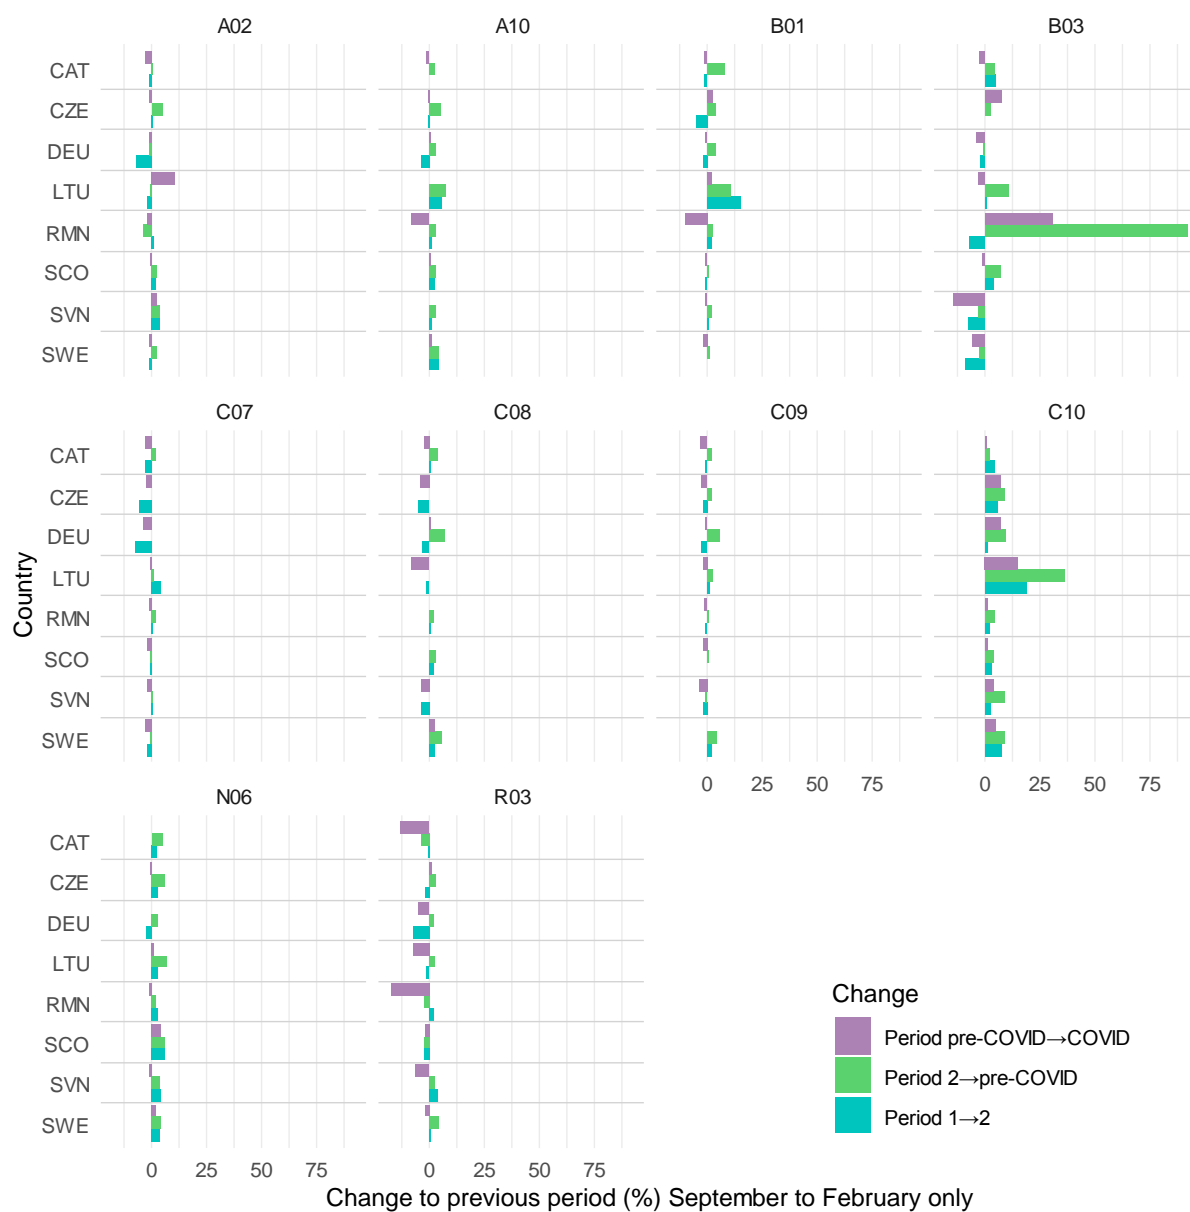 A02 A10 B01 B03
CAT
CZE
DEU
LTU
RMN
SCO
SVN
SWE
C07 C08 C09 C10
CAT
CZE
DEU
LTU
RMN
SCO
SVN
SWE
0 25 50 75 0 25 50 75
N06 R03
CAT
CZE
DEU
LTU
RMN
SCO
SVN
SWE
0 25 50 75 0 25 50 75
Country
Change to previous period (%) September to February only
Change
Period pre-COVID→COVID
Period 2→pre-COVID
Period 1→2